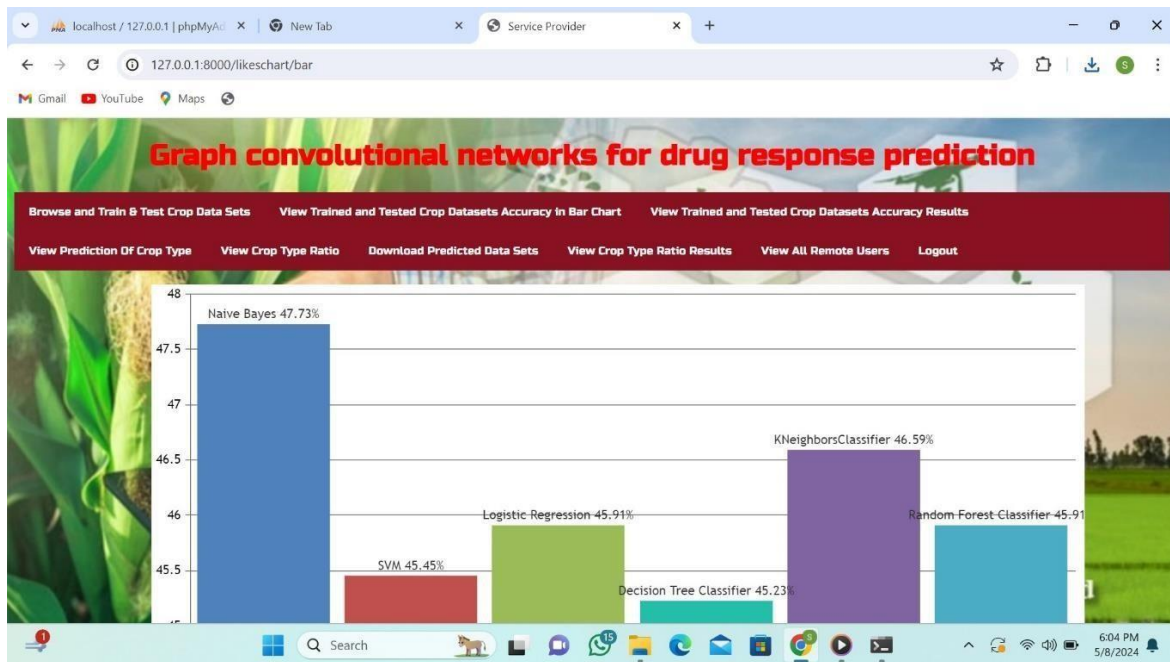 localhost / 127.0.0.1 | phpMyAd
New Tab
Service Provider
127.0.0.1:8000/likeschart/bar
S
Gmail YouTube Maps
Graph convolutional networks for drug response prediction
Browse and Train & Test Crop Data Sets View Trained and Tested Crop Datasets Accuracy in Bar Chart View Trained and Tested Crop Datasets Accuracy Results
View Prediction Of Crop Type View Crop Type Ratio Download Predicted Data Sets View Crop Type Ratio Results View All Remote Users Logout
48
Naive Bayes 47.73%
47.5
47
KNeighborsClassifier 46.59%
46.5
46
Logistic Regression 45.91%
Random Forest Classifier 45.91
45.5
SVM 45.45%
Decision Tree Classifier 45.23%
1
Search
15
6:04 PM
5/8/2024